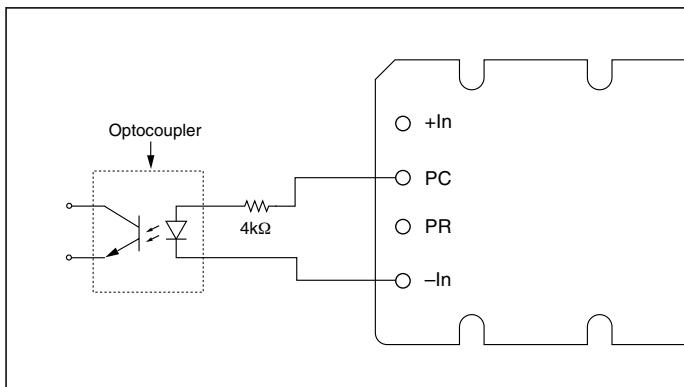 Optocoupler
4kΩ
+In
PC
PR
–In